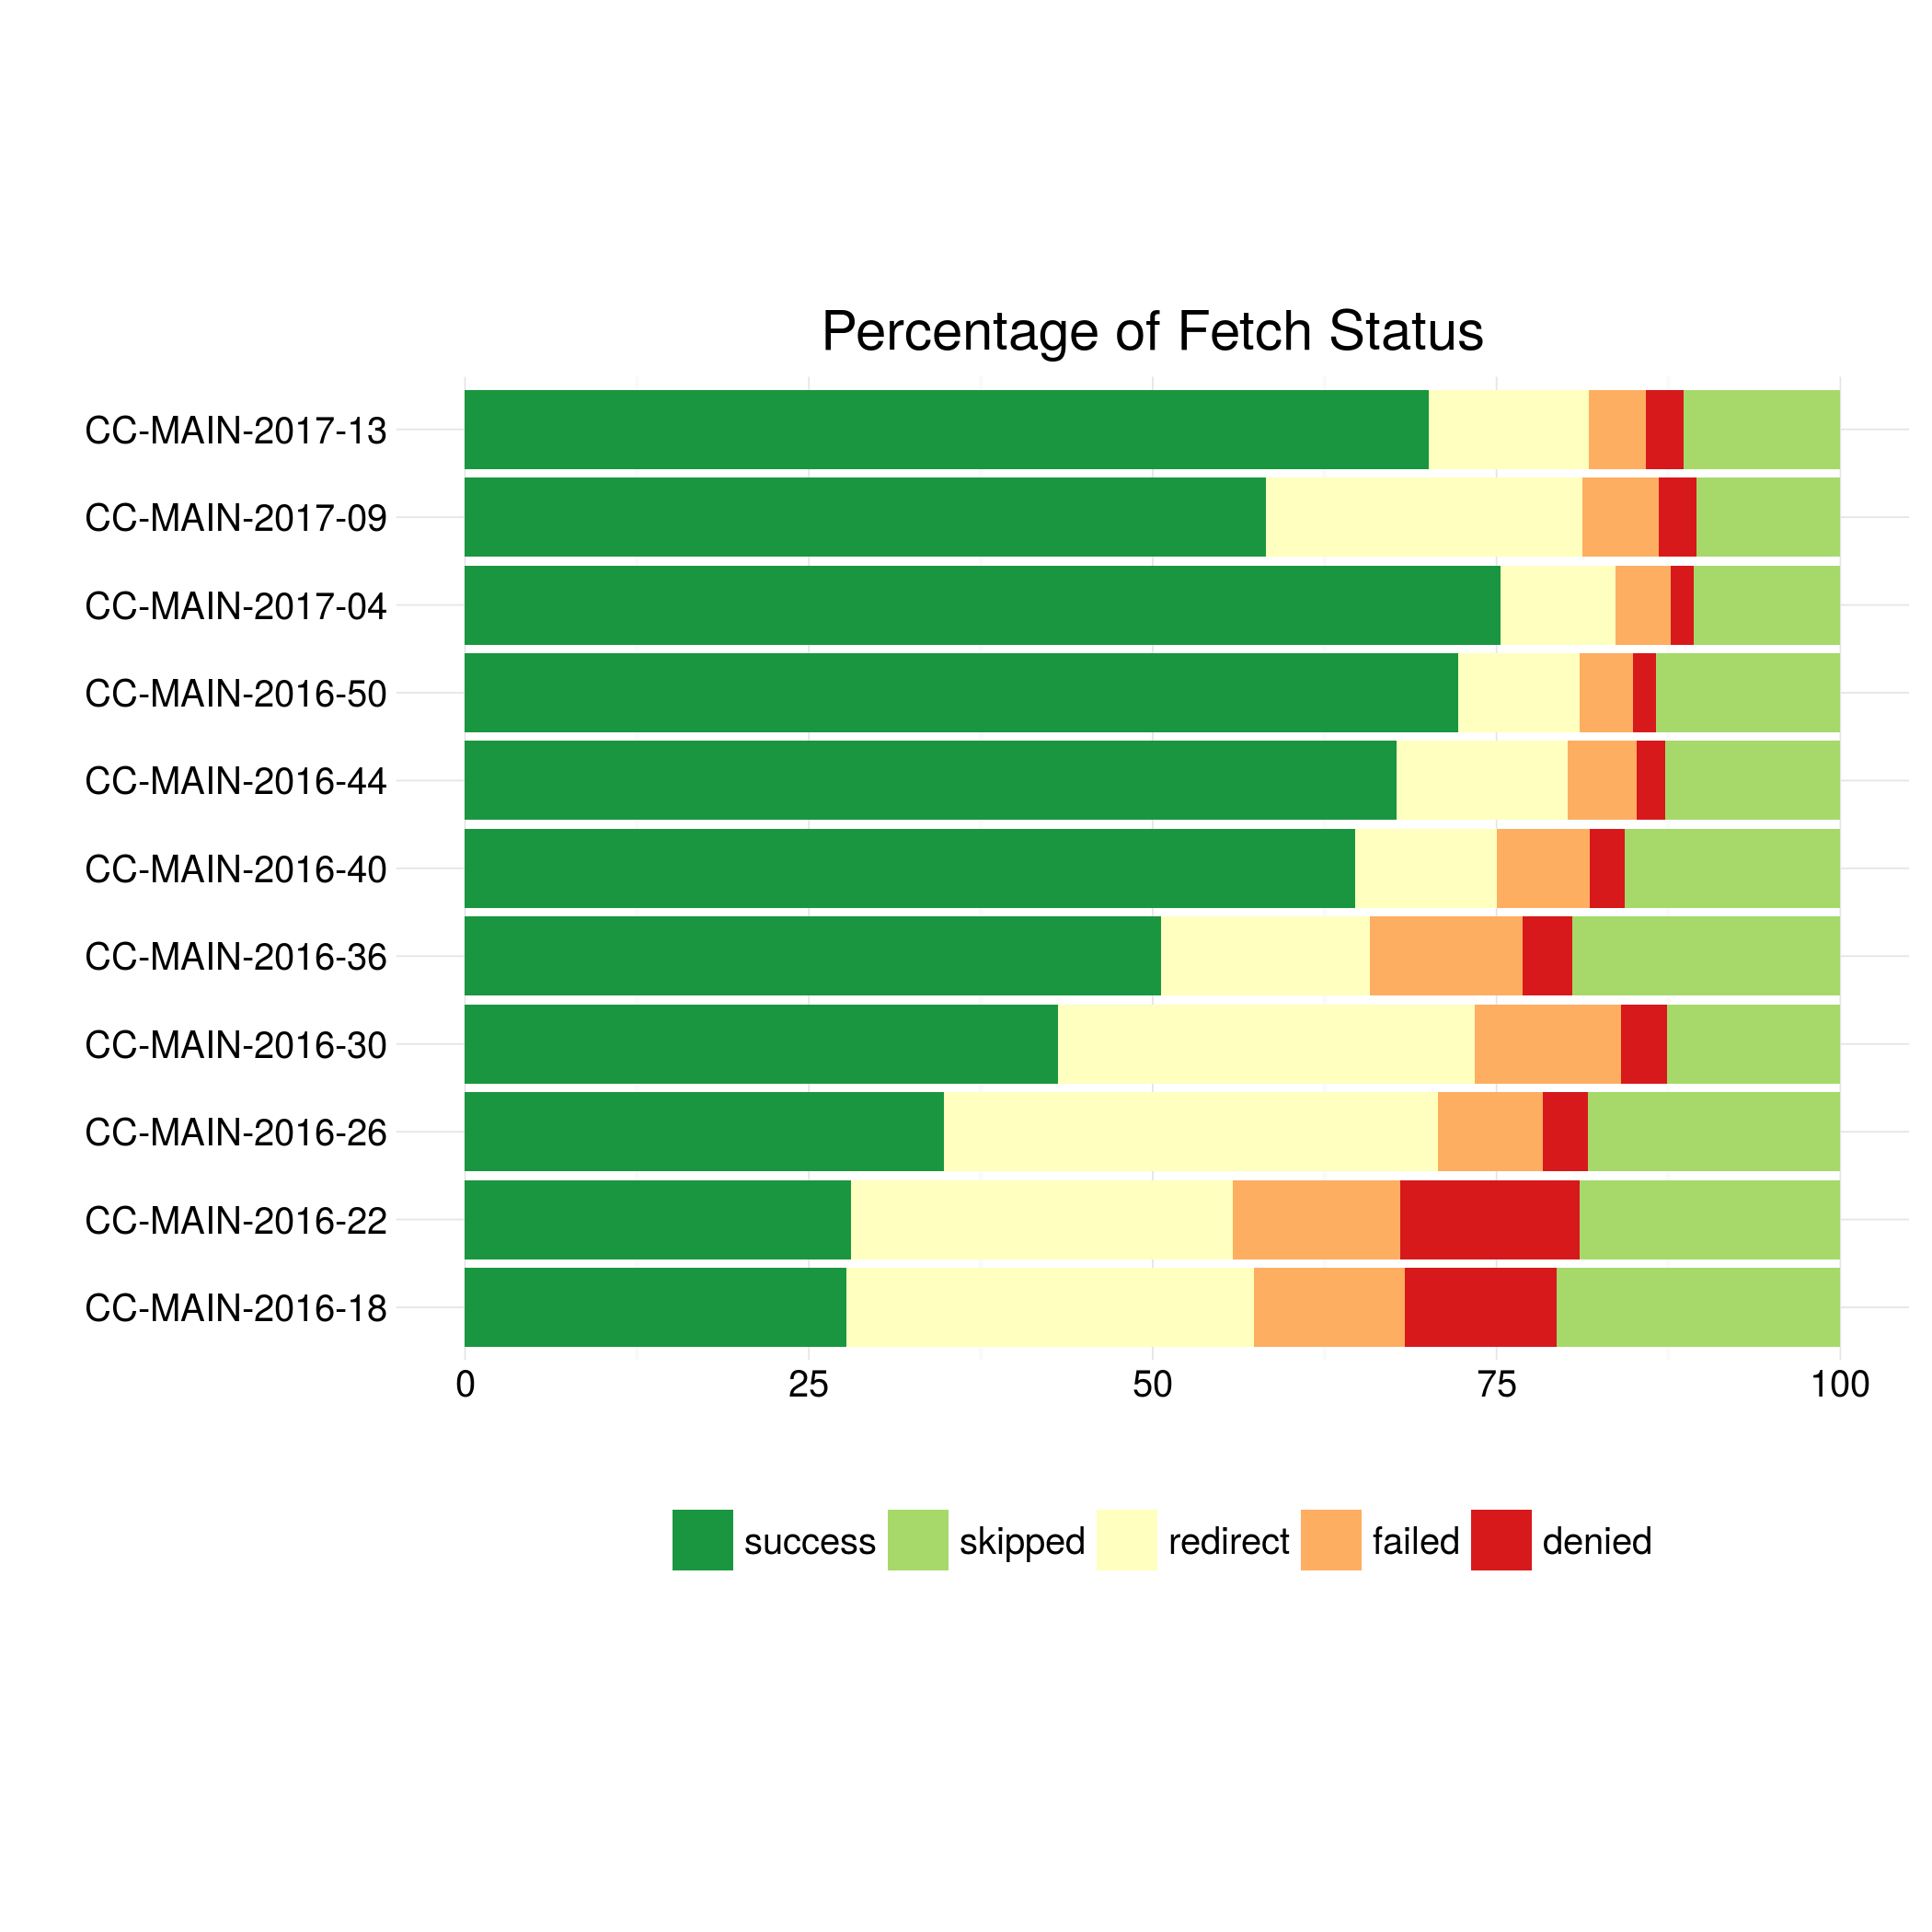 Percentage of Fetch Status
CC-MAIN-2017-13
CC-MAIN-2017-09
CC-MAIN-2017-04
CC-MAIN-2016-50
CC-MAIN-2016-44
CC-MAIN-2016-40
CC-MAIN-2016-36
CC-MAIN-2016-30
CC-MAIN-2016-26
CC-MAIN-2016-22
CC-MAIN-2016-18
0 25 50 75 100
success skipped redirect failed denied